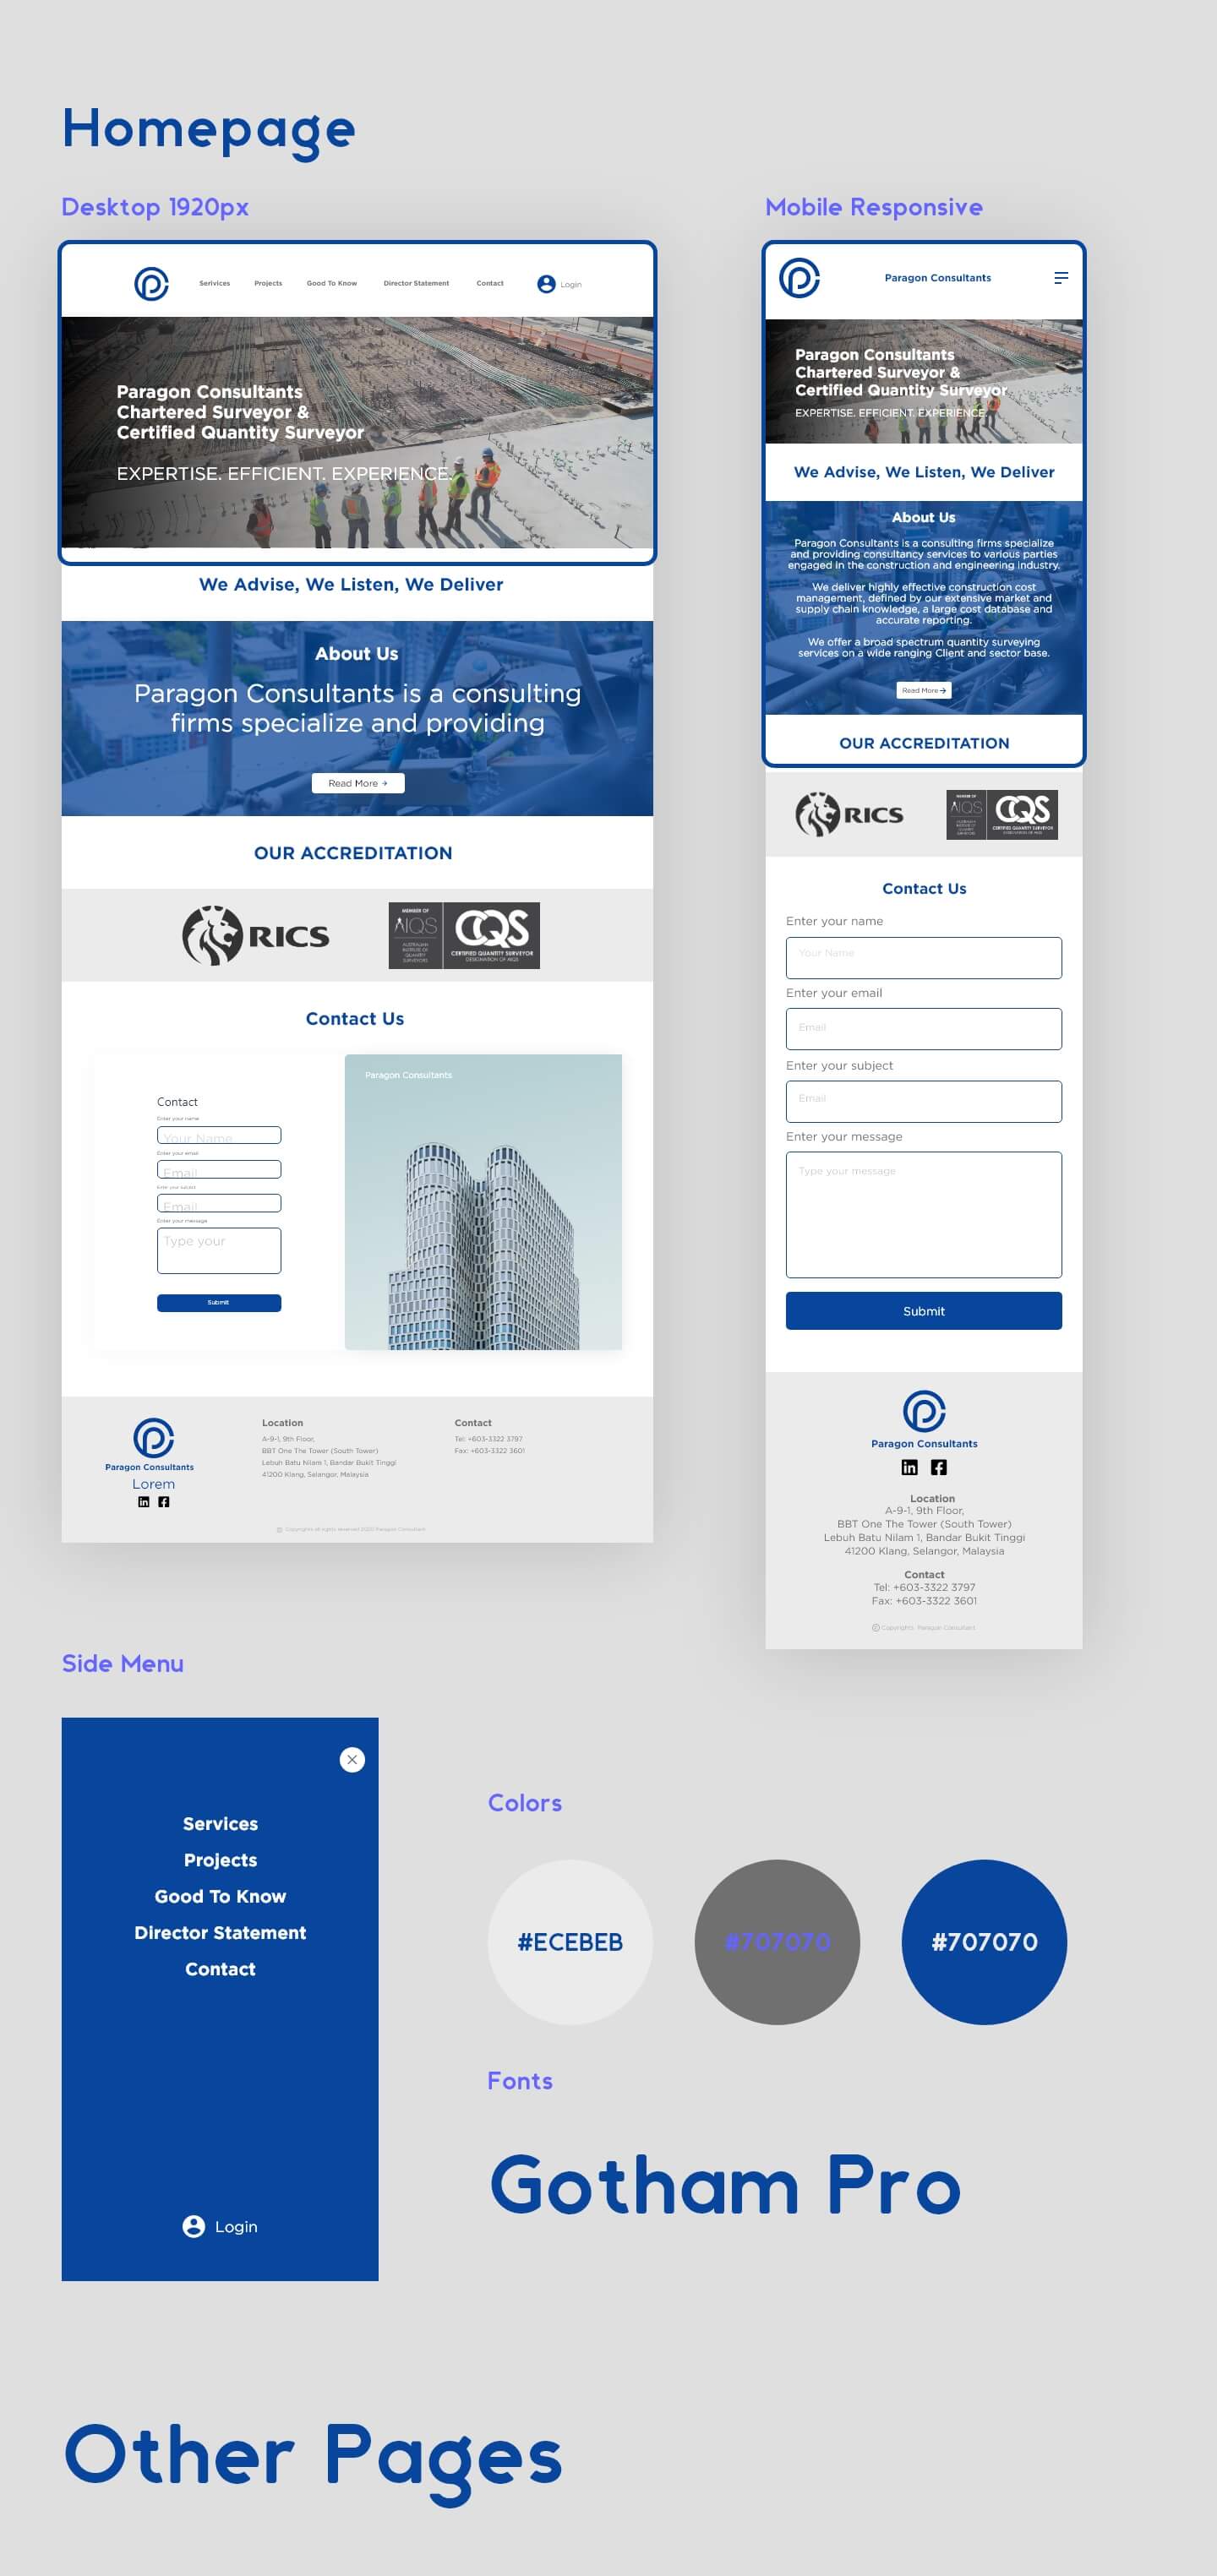 Homepage
Desktop 1920px
Serivices Projects Good To Know Director Statement Contact Login
Paragon Consultants
Chartered Surveyor &
Certified Quantity Surveyor
EXPERTISE. EFFICIENT. EXPERIENCE.
We Advise, We Listen, We Deliver
About Us
Paragon Consultants is a consulting
firms specialize and providing
Read More →
OUR ACCREDITATION
RICS
MEMBER OF
AIQS
AUSTRALIAN
INSTITUTE OF
QUANTITY
SURVEYORS
CQS
CERTIFIED QUANTITY SURVEYOR
DESIGNATION OF AIQS
Contact Us
Contact
Enter your name
Your Name
Enter your email
Email
Enter your subject
Email
Enter your message
Type your
Submit
Paragon Consultants
Paragon Consultants
Lorem
Location
A-9-1, 9th Floor,
BBT One The Tower (South Tower)
Lebuh Batu Nilam 1, Bandar Bukit Tinggi
41200 Klang, Selangor, Malaysia
Contact
Tel: +603-3322 3797
Fax: +603-3322 3601
Copyrights all rights reserved 2020 Paragon Consultant
Mobile Responsive
Paragon Consultants
Paragon Consultants
Chartered Surveyor &
Certified Quantity Surveyor
EXPERTISE. EFFICIENT. EXPERIENCE.
We Advise, We Listen, We Deliver
About Us
Paragon Consultants is a consulting firms specialize
and providing consultancy services to various parties
engaged in the construction and engineering industry.
We deliver highly effective construction cost
management, defined by our extensive market and
supply chain knowledge, a large cost database and
accurate reporting.
We offer a broad spectrum quantity surveying
services on a wide ranging Client and sector base.
Read More →
OUR ACCREDITATION
RICS
MEMBER OF
AIQS
AUSTRALIAN
INSTITUTE OF
QUANTITY
SURVEYORS
CQS
CERTIFIED QUANTITY SURVEYOR
DESIGNATION OF AIQS
Contact Us
Enter your name
Your Name
Enter your email
Email
Enter your subject
Email
Enter your message
Type your message
Submit
Paragon Consultants
Location
A-9-1, 9th Floor,
BBT One The Tower (South Tower)
Lebuh Batu Nilam 1, Bandar Bukit Tinggi
41200 Klang, Selangor, Malaysia
Contact
Tel: +603-3322 3797
Fax: +603-3322 3601
© Copyrights Paragon Consultant
Side Menu
Services
Projects
Good To Know
Director Statement
Contact
Login
Colors
#ECEBEB #707070 #707070
Fonts
Gotham Pro
Other Pages